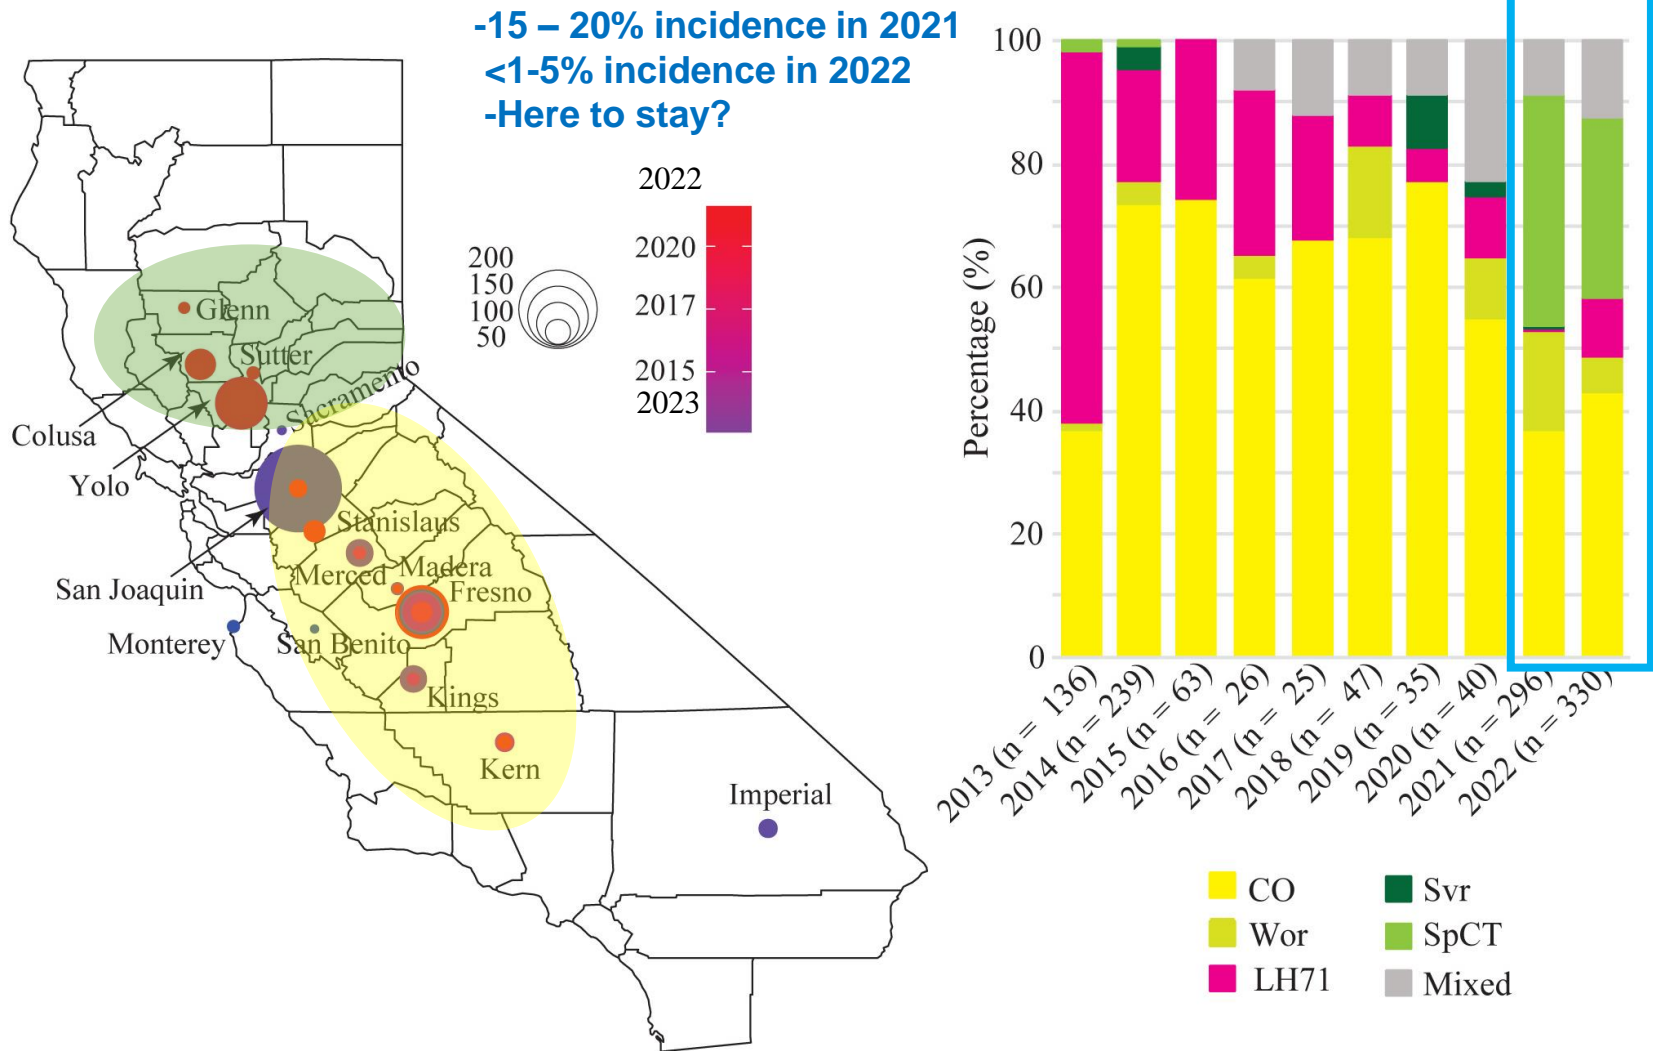 -15 – 20% incidence in 2021
<1-5% incidence in 2022
-Here to stay?
2022
2020
2017
2015
2023
200
150
100
50
Glenn
Sutter
Sacramento
Colusa
Yolo
Stanislaus
Merced
Madera
Fresno
San Joaquin
Monterey
San Benito
Kings
Kern
Imperial
Percentage (%)
100
80
60
40
20
0
2013 (n = 136)
2014 (n = 239)
2015 (n = 63)
2016 (n = 26)
2017 (n = 25)
2018 (n = 47)
2019 (n = 35)
2020 (n = 40)
2021 (n = 296)
2022 (n = 330)
CO
Wor
LH71
Svr
SpCT
Mixed